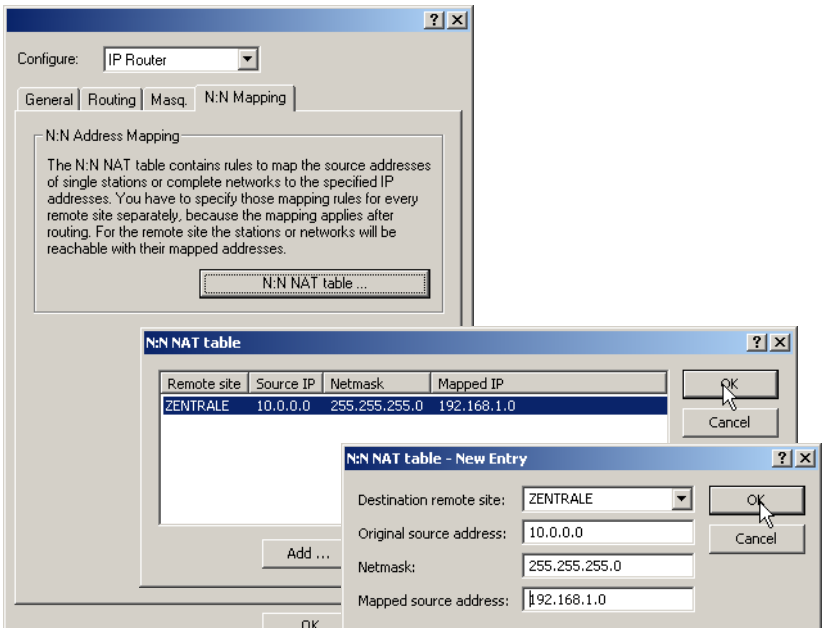 Configure: IP Router
General Routing Masq. N:N Mapping
N:N Address Mapping
The N:N NAT table contains rules to map the source addresses
of single stations or complete networks to the specified IP
addresses. You have to specify those mapping rules for every
remote site separately, because the mapping applies after
routing. For the remote site the stations or networks will be
reachable with their mapped addresses.
N:N NAT table ...
N:N NAT table
Remote site Source IP Netmask Mapped IP
ZENTRALE 10.0.0.0 255.255.255.0 192.168.1.0
OK
Cancel
Add ...
N:N NAT table - New Entry
Destination remote site: ZENTRALE
Original source address: 10.0.0.0
Netmask: 255.255.255.0
Mapped source address: 192.168.1.0
OK
Cancel
OK